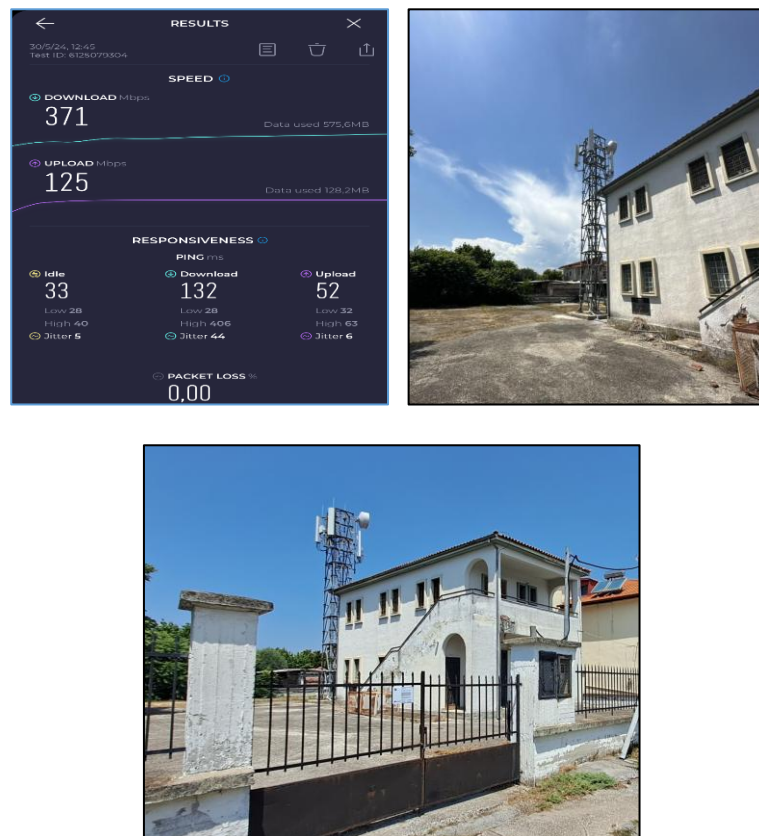 RESULTS
30/5/24, 12:45
Test ID: 6125079304
SPEED
DOWNLOAD Mbps
371
Data used 575,6MB
UPLOAD Mbps
125
Data used 128,2MB
RESPONSIVENESS
PING ms
Idle Download Upload
33 132 52
Low 28 Low 28 Low 32
High 40 High 406 High 63
Jitter 5 Jitter 44 Jitter 6
PACKET LOSS %
0,00